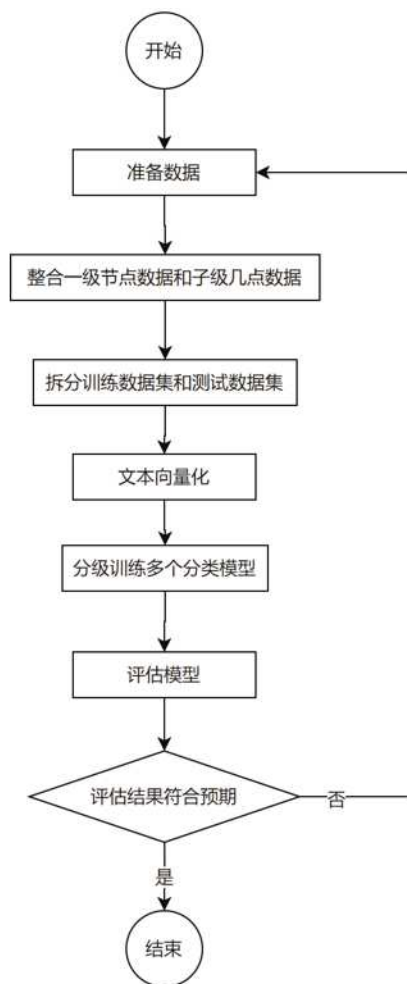 开始
准备数据
整合一级节点数据和子级几点数据
拆分训练数据集和测试数据集
文本向量化
分级训练多个分类模型
评估模型
评估结果符合预期
否
是
结束